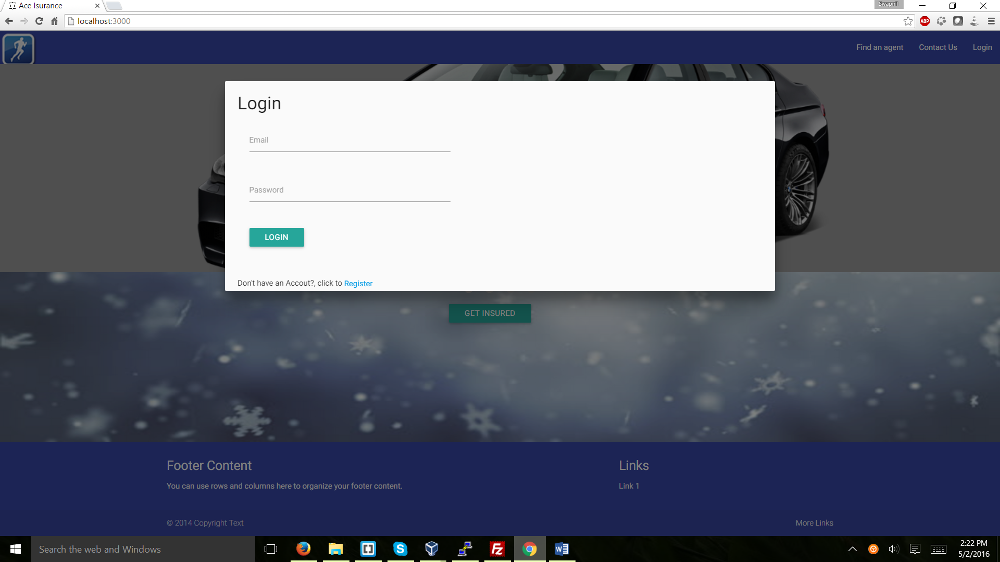 Ace Isurance
Swapnil
localhost:3000
ABP
Find an agent
Contact Us
Login
Login
Email
Password
LOGIN
Don't have an Accout?, click to Register
GET INSURED
Footer Content
You can use rows and columns here to organize your footer content.
Links
Link 1
© 2014 Copyright Text
More Links
Search the web and Windows
2:22 PM
5/2/2016